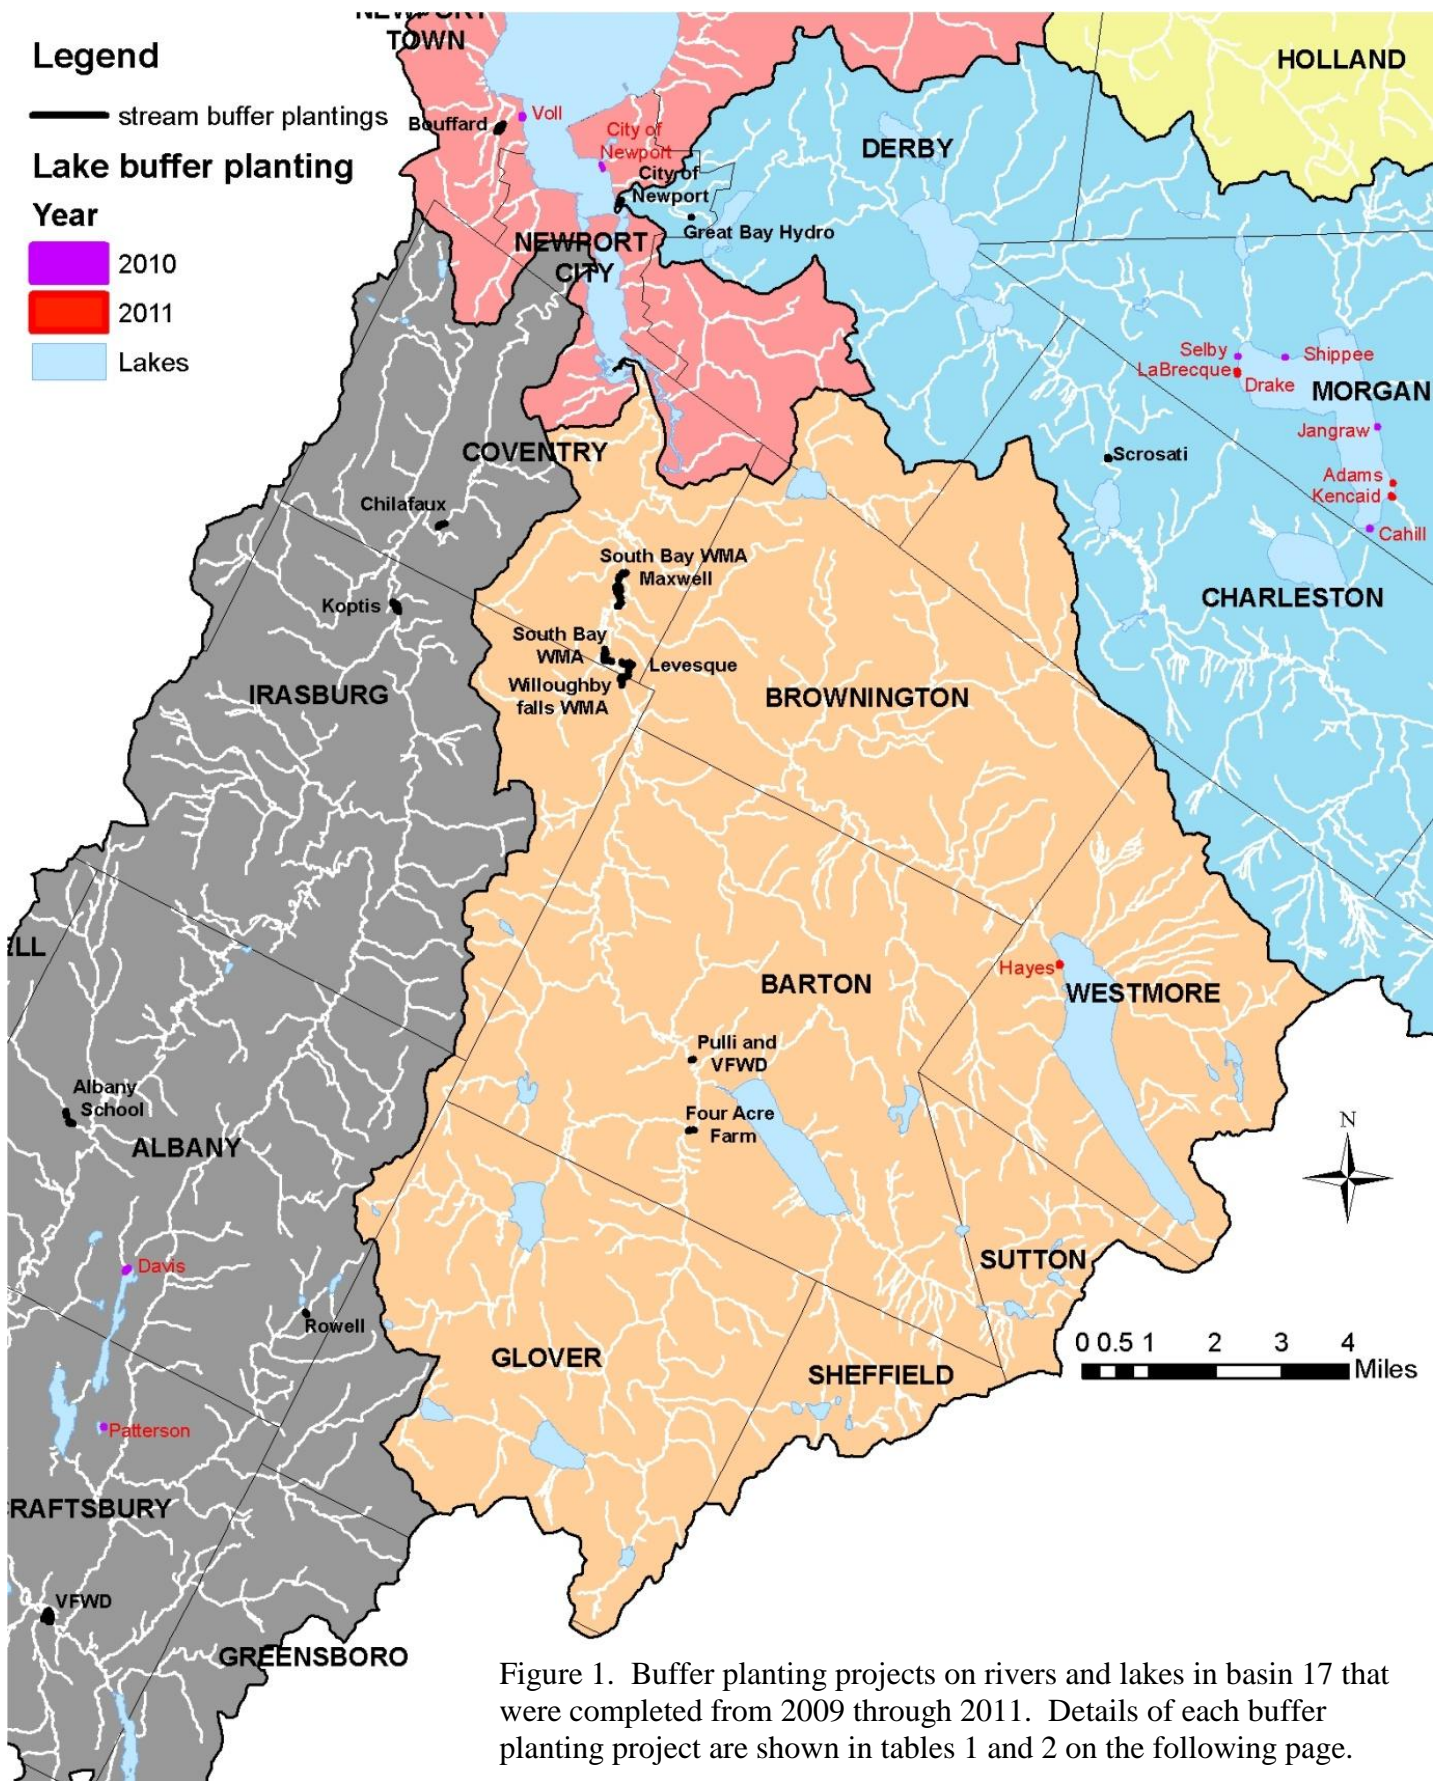 NEWPORT
TOWN
HOLLAND
Legend
stream buffer plantings
Lake buffer planting
Year
2010
2011
Lakes
Bouffard
Voll
City of
Newport
City of
Newport
Great Bay Hydro
DERBY
NEWPORT
CITY
Selby
Shippee
LaBrecque
Drake
MORGAN
Jangraw
Adams
Kencaid
Cahill
Scrosati
COVENTRY
Chilafaux
Koptis
South Bay WMA
Maxwell
South Bay
WMA
Levesque
Willoughby
falls WMA
CHARLESTON
IRASBURG
BROWNINGTON
ELL
BARTON
Hayes
WESTMORE
Pulli and
VFWD
Four Acre
Farm
Albany
School
ALBANY
N
Davis
Rowell
SUTTON
GLOVER
SHEFFIELD
0 0.5 1 2 3 4
Miles
Patterson
CRAFTSBURY
VFWD
GREENSBORO
Figure 1. Buffer planting projects on rivers and lakes in basin 17 that
were completed from 2009 through 2011. Details of each buffer
planting project are shown in tables 1 and 2 on the following page.